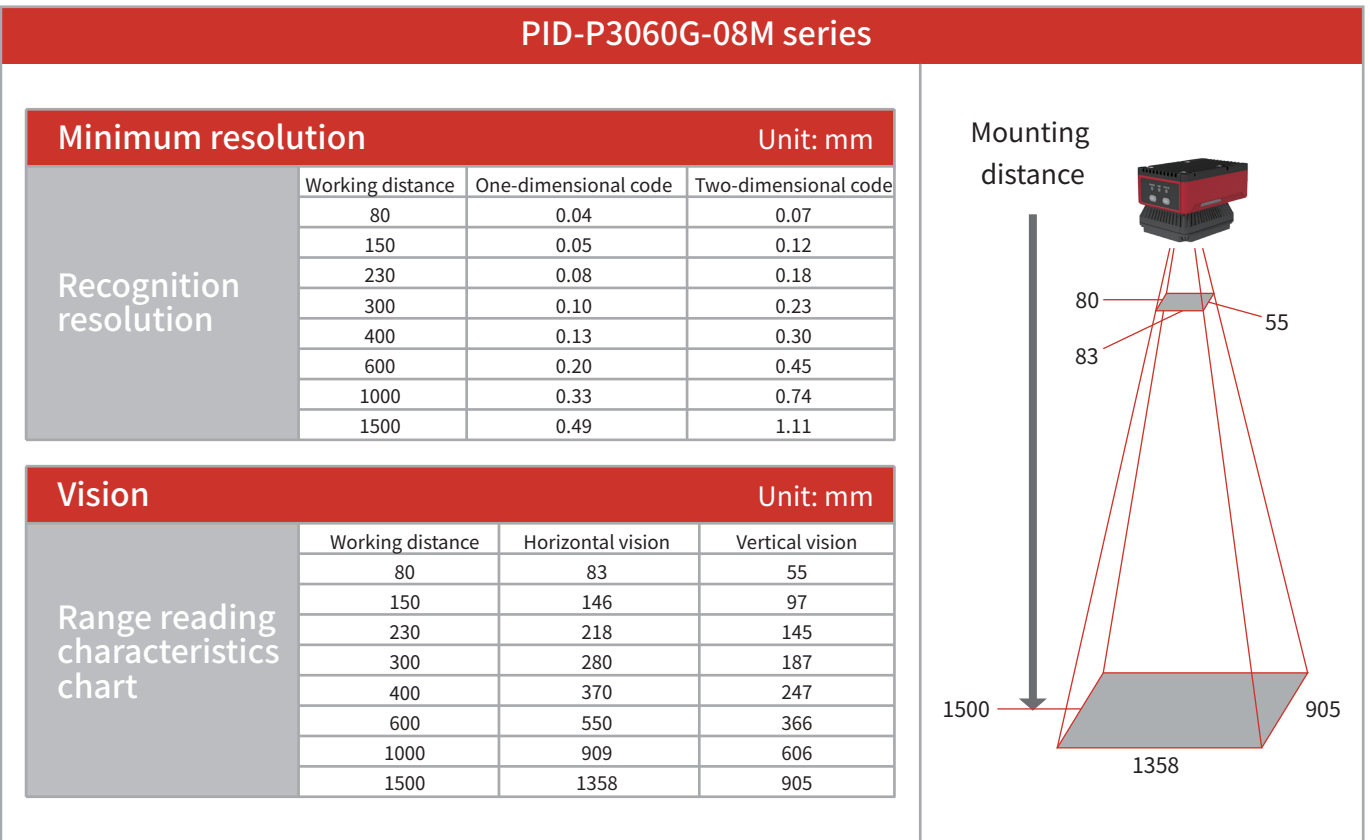 PID-P3060G-08M series
Minimum resolution Unit: mm
Recognition
resolution
Working distance One-dimensional code Two-dimensional code
80 0.04 0.07
150 0.05 0.12
230 0.08 0.18
300 0.10 0.23
400 0.13 0.30
600 0.20 0.45
1000 0.33 0.74
1500 0.49 1.11
Vision Unit: mm
Range reading
characteristics
chart
Working distance Horizontal vision Vertical vision
80 83 55
150 146 97
230 218 145
300 280 187
400 370 247
600 550 366
1000 909 606
1500 1358 905
Mounting
distance
80
55
83
1500
905
1358